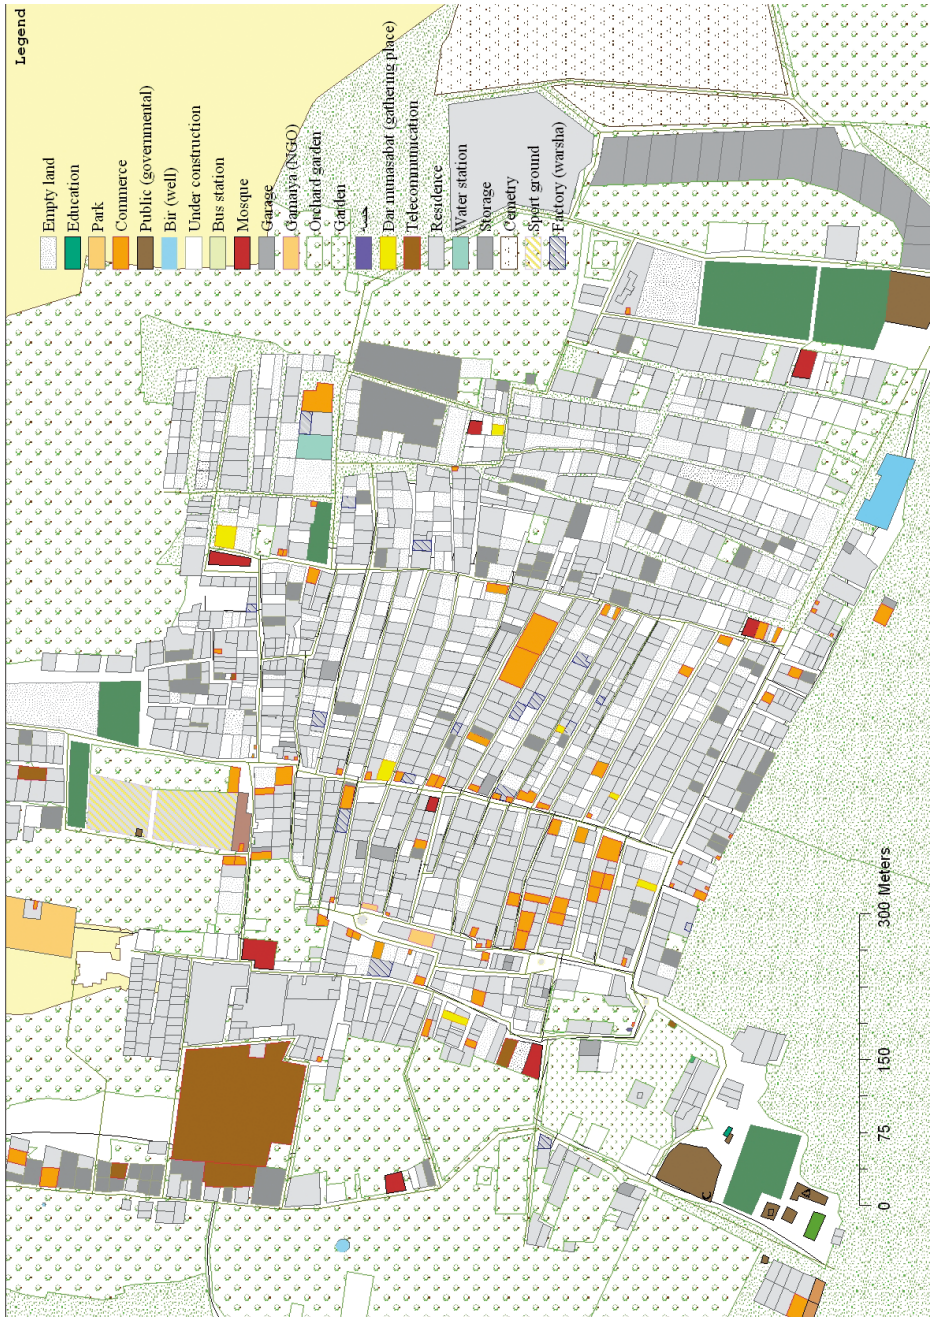 Legend
Empty land
Education
Park
Commerce
Public (governmental)
Bir (well)
Under construction
Bus station
Mosque
Garage
Gamaiya (NGO)
Orchard garden
Garden
Dar munasabat (gathering place)
Telecommunication
Residence
Water station
Storage
Cemetry
Sport ground
Factory (warsha)
0 75 150 300 Meters